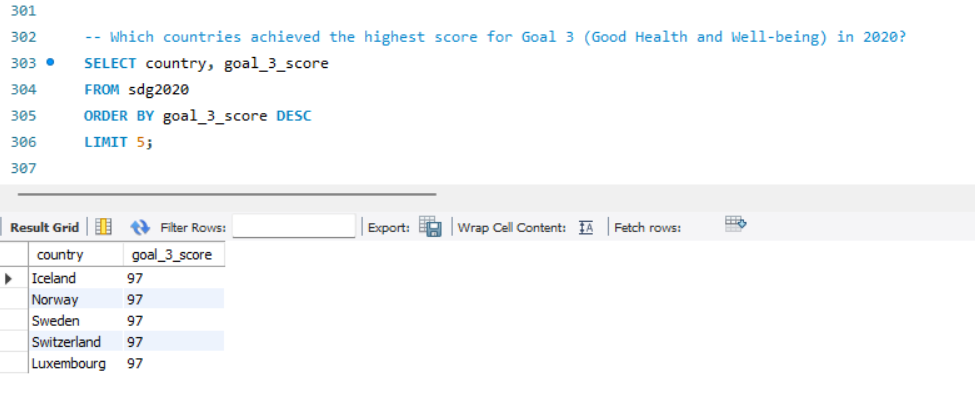 301
302 -- Which countries achieved the highest score for Goal 3 (Good Health and Well-being) in 2020?
303 SELECT country, goal_3_score
304 FROM sdg2020
305 ORDER BY goal_3_score DESC
306 LIMIT 5;
307
Result Grid Filter Rows: Export: Wrap Cell Content: IA Fetch rows:
country goal_3_score
Iceland 97
Norway 97
Sweden 97
Switzerland 97
Luxembourg 97